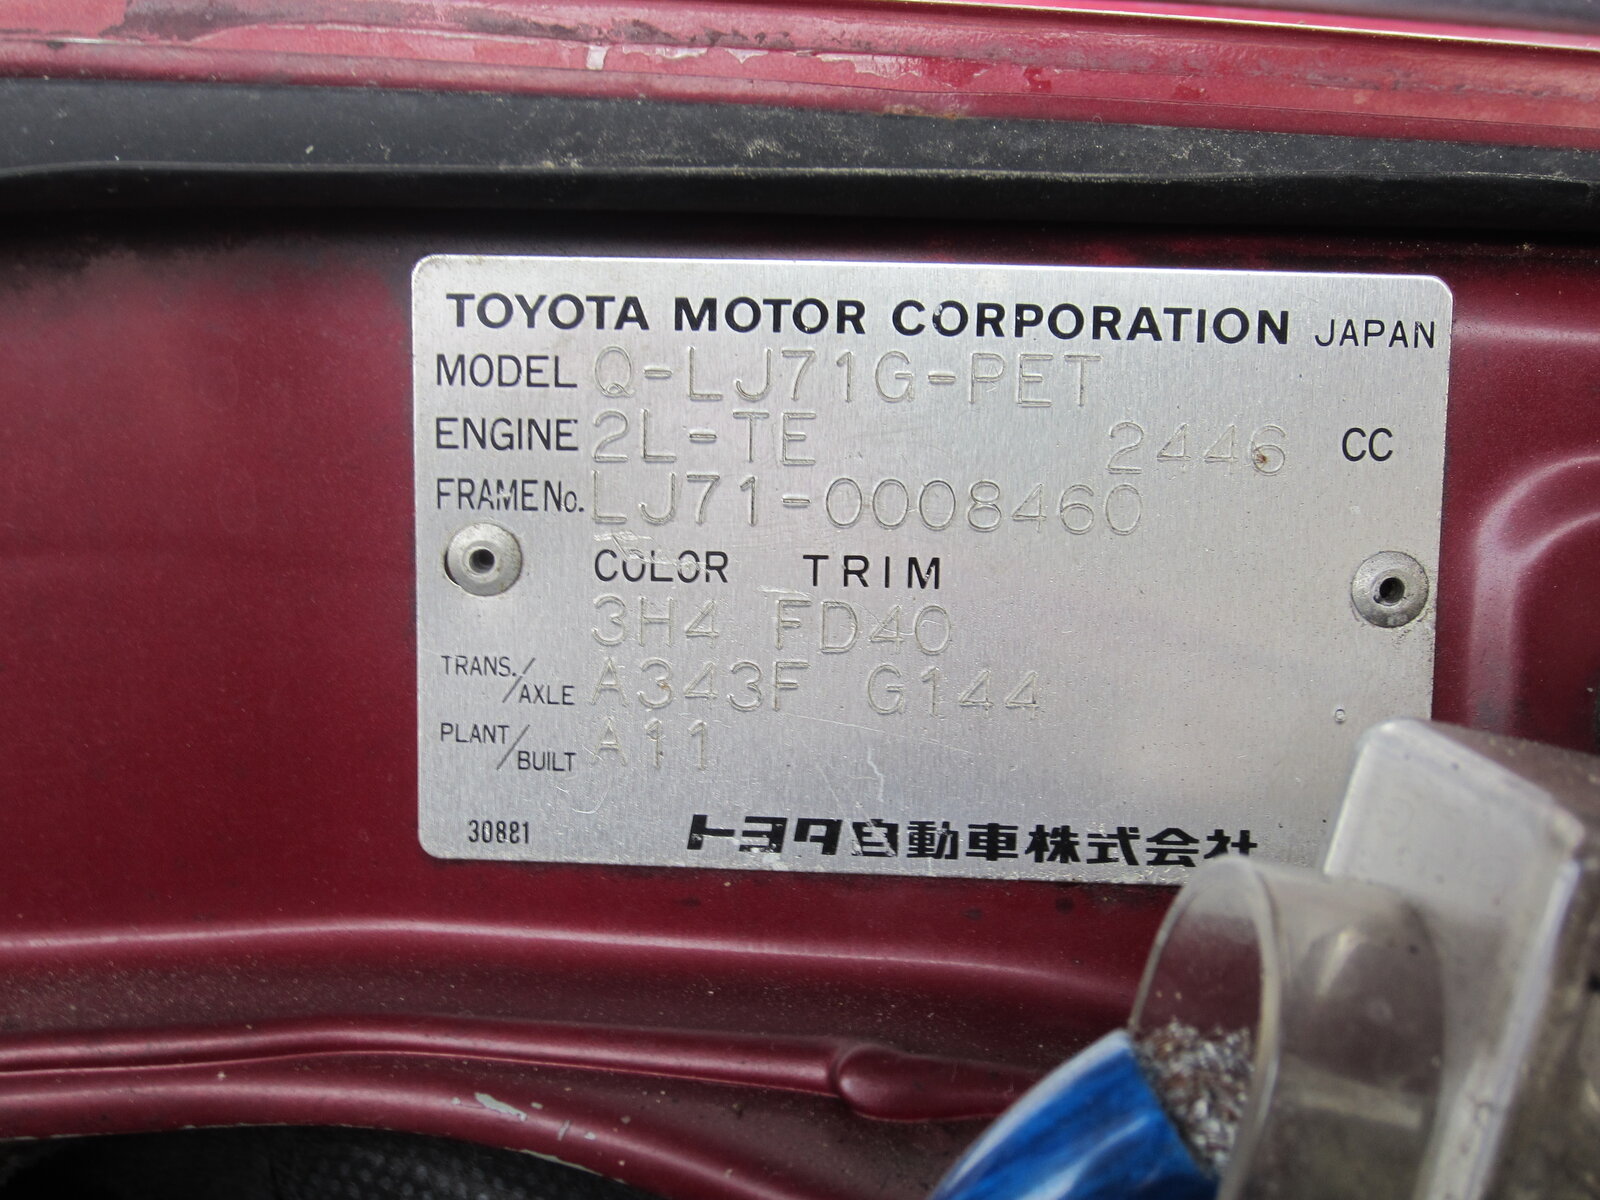 TOYOTA MOTOR CORPORATION JAPAN
MODEL Q-LJ71G-PET
ENGINE 2L-TE 2446 CC
FRAME No. LJ71-0008460
COLOR TRIM
3H4 FD40
TRANS./AXLE A343F G144
PLANT/BUILT A11
30881 トヨタ自動車株式会社